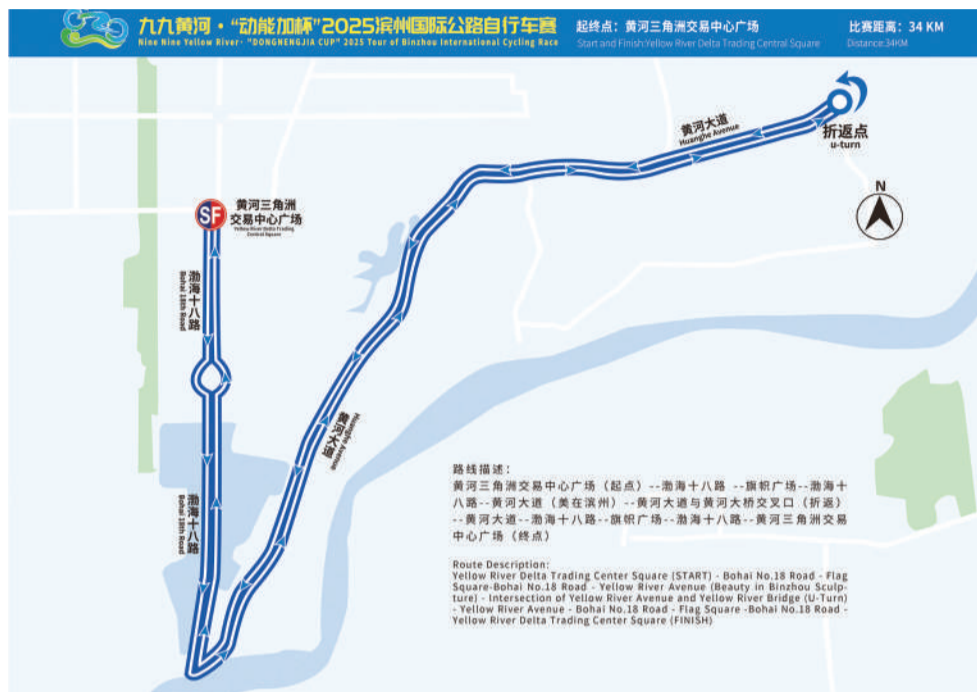 九九黄河·“动能加杯”2025滨州国际公路自行车赛
Nine Nine Yellow River· "DONGNENGJIA CUP" 2025 Tour of Binzhou International Cycling Race
起终点：黄河三角洲交易中心广场
Start and Finish:Yellow River Delta Trading Central Square
比赛距离：34 KM
Distance:34KM
黄河大道
Huanghe Avenue
折返点
u-turn
N
SF
黄河三角洲
交易中心广场
Yellow River Delta Trading
Central Square
渤海十八路
Bohai 18th Road
黄河大道
Huanghe Avenue
渤海十八路
Bohai 18th Road
路线描述：
黄河三角洲交易中心广场（起点）--渤海十八路 --旗帜广场--渤海十
八路--黄河大道（美在滨州）--黄河大道与黄河大桥交叉口（折返）
--黄河大道--渤海十八路--旗帜广场--渤海十八路--黄河三角洲交易
中心广场（终点）
Route Description:
Yellow River Delta Trading Center Square (START) - Bohai No.18 Road - Flag
Square-Bohai No.18 Road - Yellow River Avenue (Beauty in Binzhou Sculp-
ture) - Intersection of Yellow River Avenue and Yellow River Bridge (U-Turn)
- Yellow River Avenue - Bohai No.18 Road - Flag Square -Bohai No.18 Road -
Yellow River Delta Trading Center Square (FINISH)